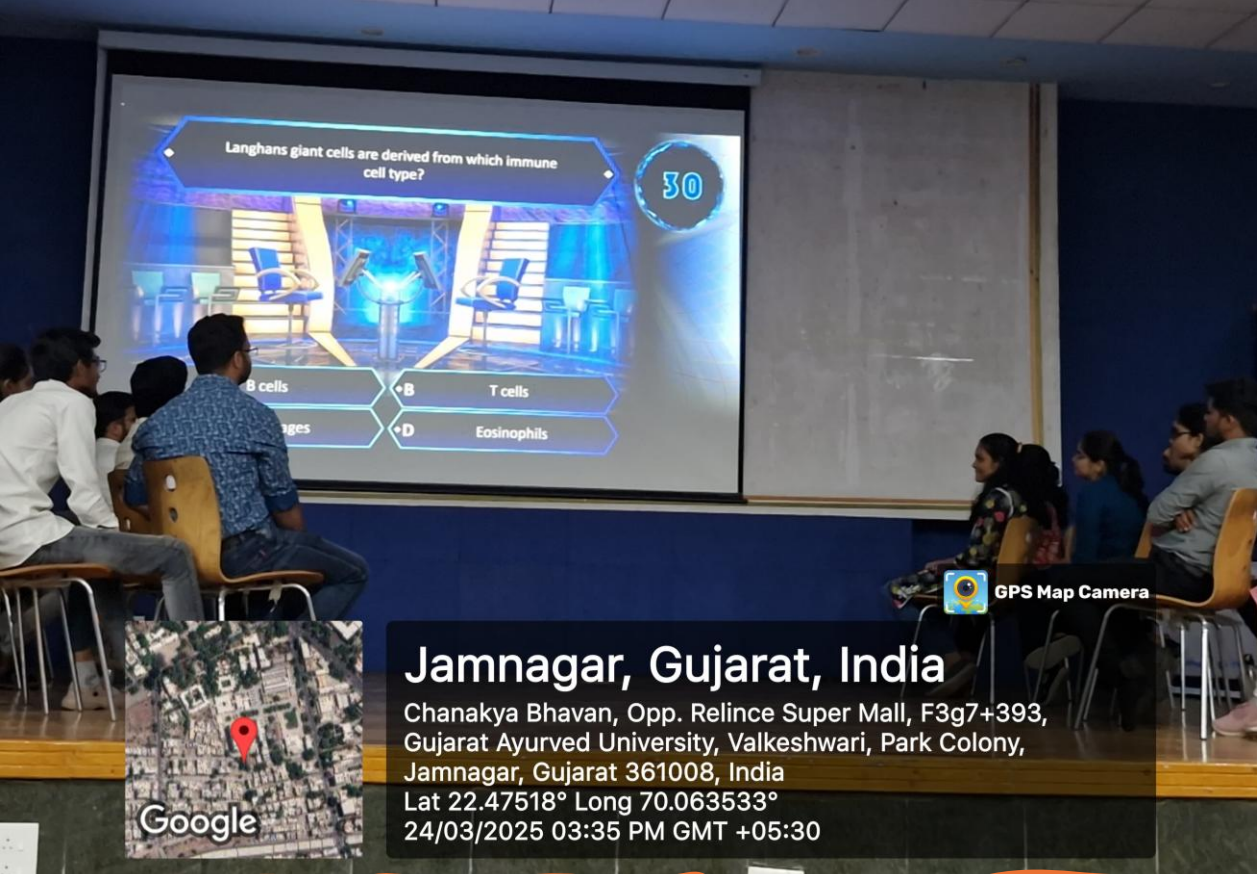 Langhans giant cells are derived from which immune
cell type?
30
B cells
B
T cells
ages
D
Eosinophils
GPS Map Camera
Jamnagar, Gujarat, India
Chanakya Bhavan, Opp. Relince Super Mall, F3g7+393,
Gujarat Ayurved University, Valkeshwari, Park Colony,
Jamnagar, Gujarat 361008, India
Lat 22.47518° Long 70.063533°
24/03/2025 03:35 PM GMT +05:30
Google